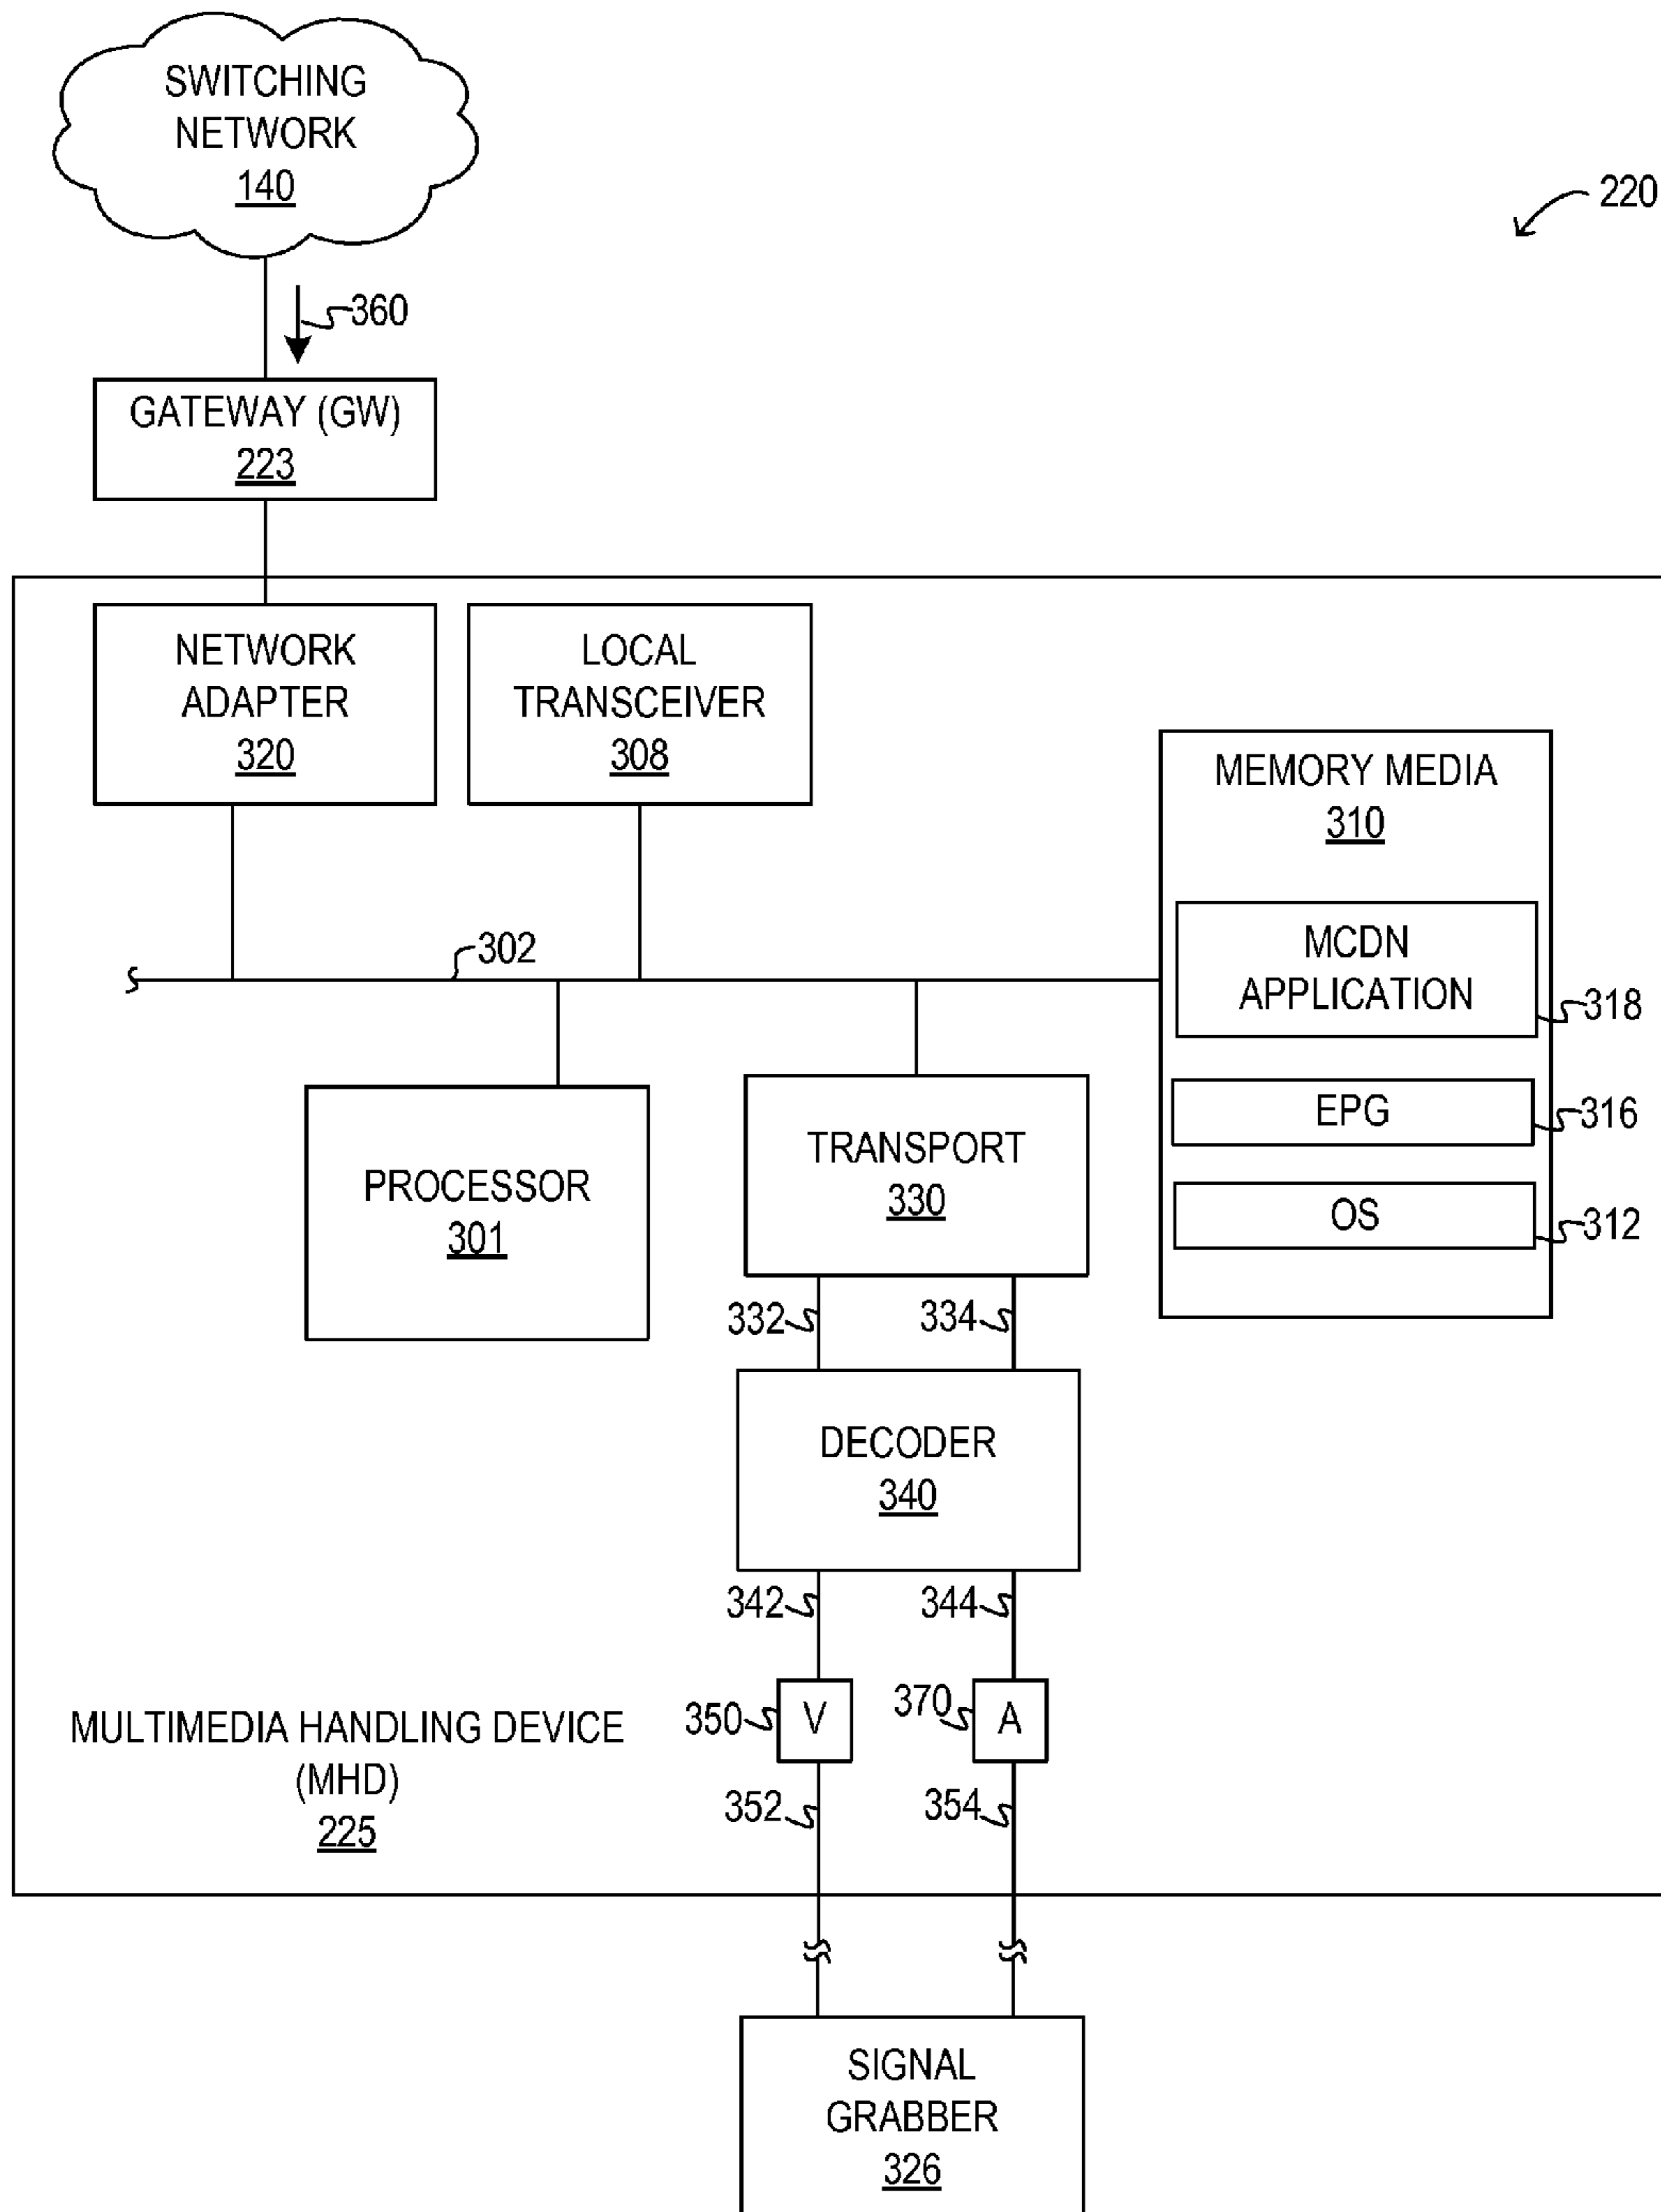 SWITCHING
NETWORK
140
220
360
GATEWAY (GW)
223
NETWORK
ADAPTER
320
LOCAL
TRANSCEIVER
308
MEMORY MEDIA
310
MCDN
APPLICATION
318
EPG
316
OS
312
302
PROCESSOR
301
TRANSPORT
330
332
334
DECODER
340
342
344
350
V
370
A
352
354
MULTIMEDIA HANDLING DEVICE
(MHD)
225
SIGNAL
GRABBER
326